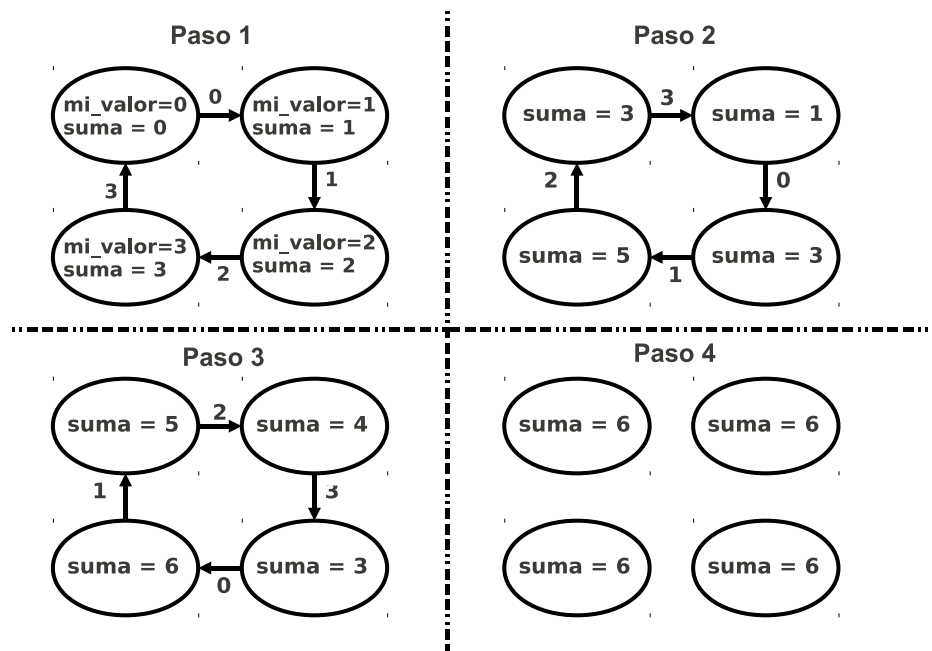 Paso 1
mi_valor=0
suma = 0
0
mi_valor=1
suma = 1
1
3
mi_valor=3
suma = 3
2
mi_valor=2
suma = 2
Paso 2
suma = 3
3
suma = 1
2
0
suma = 5
1
suma = 3
Paso 3
suma = 5
2
suma = 4
1
3
suma = 6
0
suma = 3
Paso 4
suma = 6
suma = 6
suma = 6
suma = 6